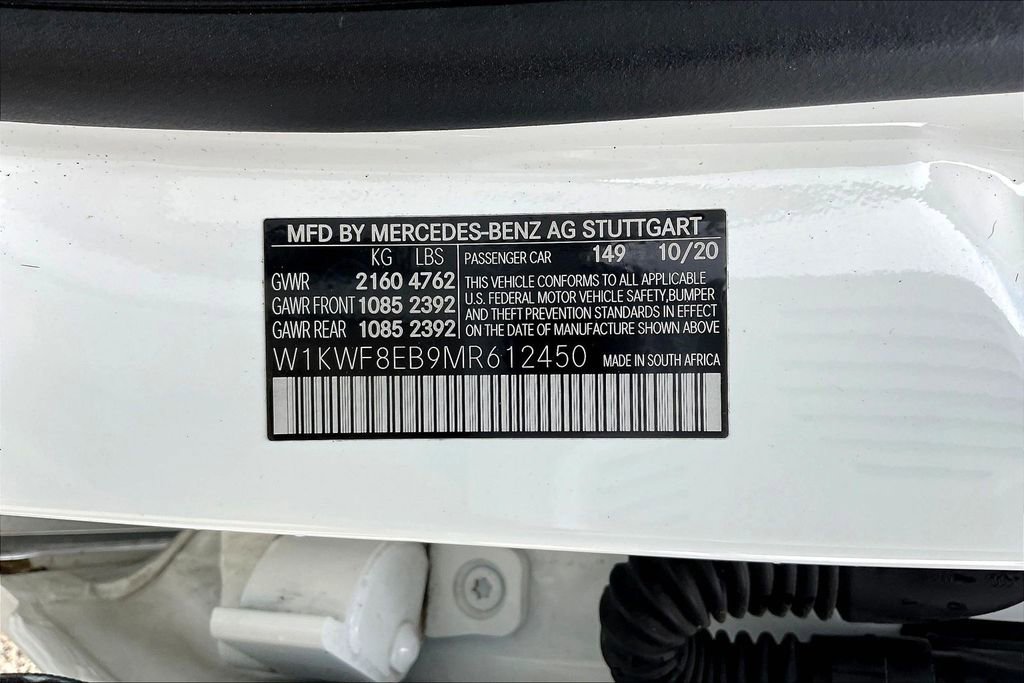 MFD BY MERCEDES-BENZ AG STUTTGART
KG LBS
GVWR 2160 4762
GAWR FRONT 1085 2392
GAWR REAR 1085 2392
PASSENGER CAR 149 10/20
THIS VEHICLE CONFORMS TO ALL APPLICABLE
U.S. FEDERAL MOTOR VEHICLE SAFETY,BUMPER
AND THEFT PREVENTION STANDARDS IN EFFECT
ON THE DATE OF MANUFACTURE SHOWN ABOVE
W1KWF8EB9MR612450 MADE IN SOUTH AFRICA